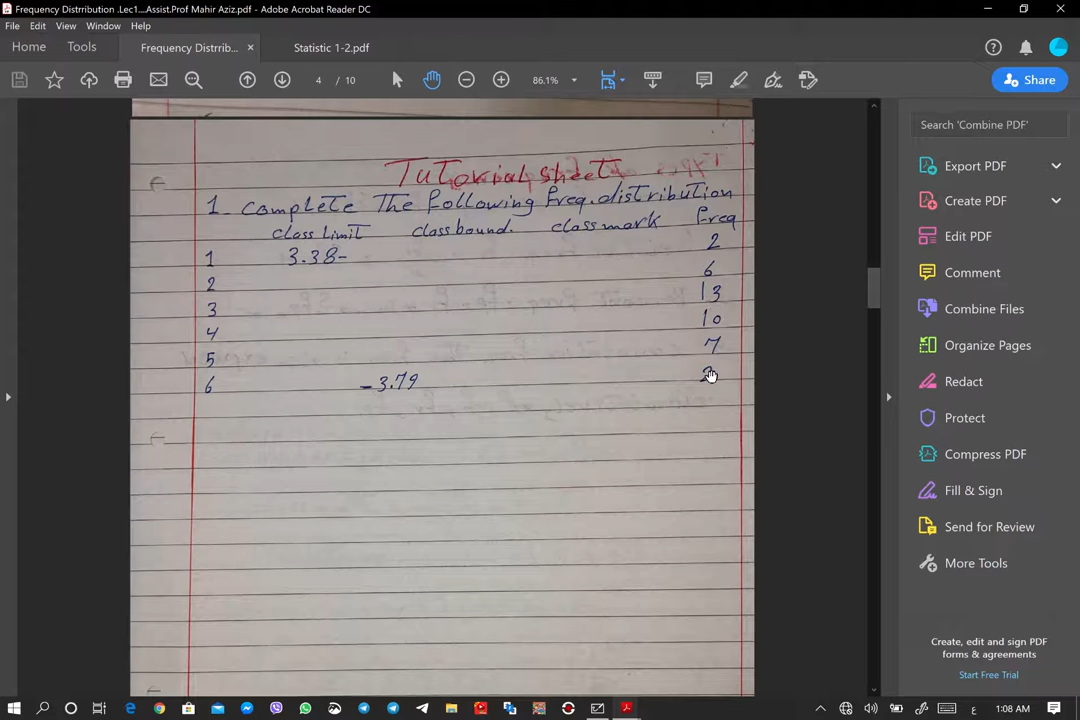 Frequency Distrribution .Lec1...Assist.Prof Mahir Aziz.pdf - Adobe Acrobat Reader DC
File Edit View Window Help
Home Tools Frequency Distrib... × Statistic 1-2.pdf
4 / 10 86.1% Share
Search 'Combine PDF'
Export PDF
Create PDF
Edit PDF
Comment
Combine Files
Organize Pages
Redact
Protect
Compress PDF
Fill & Sign
Send for Review
More Tools
Create, edit and sign PDF
forms & agreements
Start Free Trial
Tutorial sheet
1- complete The following freq. distribution
class Limit class bound. class mark freq
1 3.38- 2
2 6
3 13
4 10
5 7
6 -3.79
ع 1:08 AM